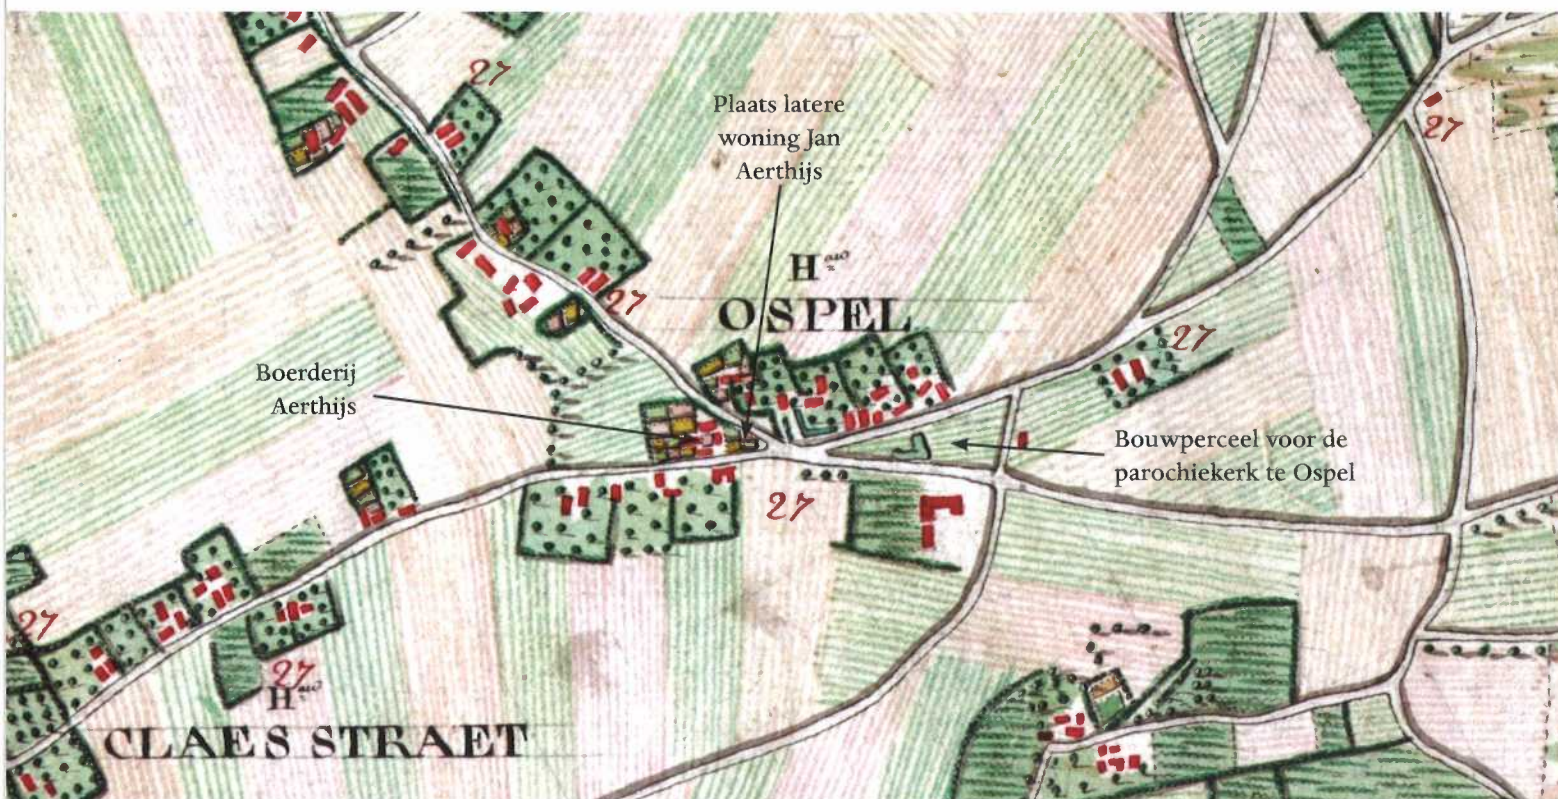 27
27
Plaats latere
woning Jan
Aerthijs
H
OSPEL
27
27
Boerderij
Aerthijs
Bouwperceel voor de
parochiekerk te Ospel
27
27
27
H
CLAES STRAET